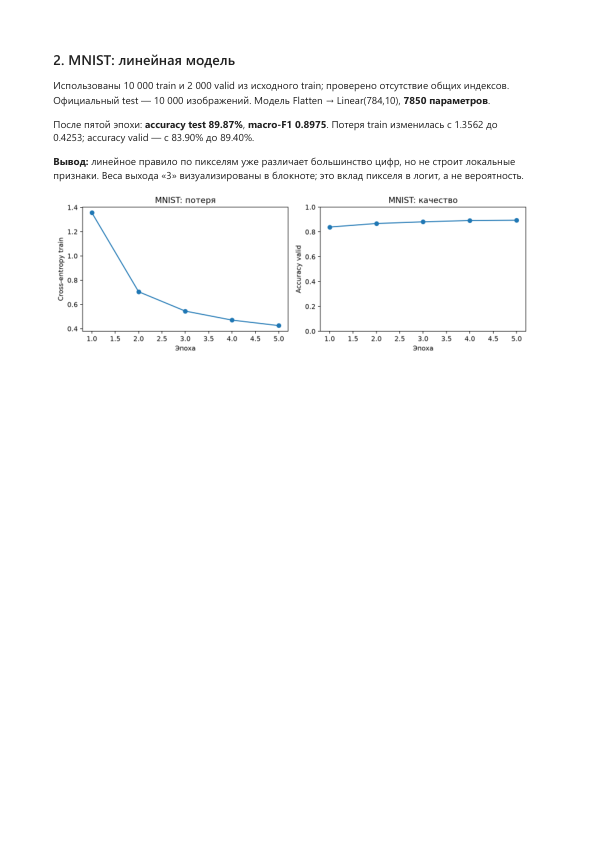 2. MNIST: линейная модель
Использованы 10 000 train и 2 000 valid из исходного train; проверено отсутствие общих индексов.
Официальный test — 10 000 изображений. Модель Flatten → Linear(784,10), 7850 параметров.
После пятой эпохи: accuracy test 89.87%, macro-F1 0.8975. Потеря train изменилась с 1.3562 до
0.4253; accuracy valid — с 83.90% до 89.40%.
Вывод: линейное правило по пикселям уже различает большинство цифр, но не строит локальные
признаки. Веса выхода «3» визуализированы в блокноте; это вклад пикселя в логит, а не вероятность.
MNIST: потеря
Cross-entropy train
1.4
1.2
1.0
0.8
0.6
0.4
1.0 1.5 2.0 2.5 3.0 3.5 4.0 4.5 5.0
Эпоха
MNIST: качество
Accuracy valid
1.0
0.8
0.6
0.4
0.2
0.0
1.0 1.5 2.0 2.5 3.0 3.5 4.0 4.5 5.0
Эпоха